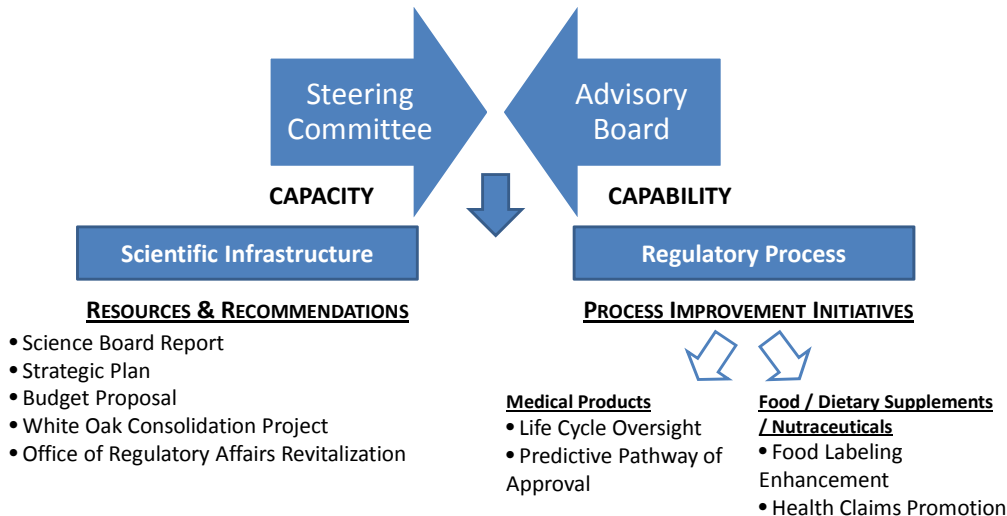 Steering
Committee
Advisory
Board
CAPACITY
CAPABILITY
Scientific Infrastructure
Regulatory Process
RESOURCES & RECOMMENDATIONS
• Science Board Report
• Strategic Plan
• Budget Proposal
• White Oak Consolidation Project
• Office of Regulatory Affairs Revitalization
PROCESS IMPROVEMENT INITIATIVES
Medical Products
• Life Cycle Oversight
• Predictive Pathway of
Approval
Food / Dietary Supplements
/ Nutraceuticals
• Food Labeling
Enhancement
• Health Claims Promotion